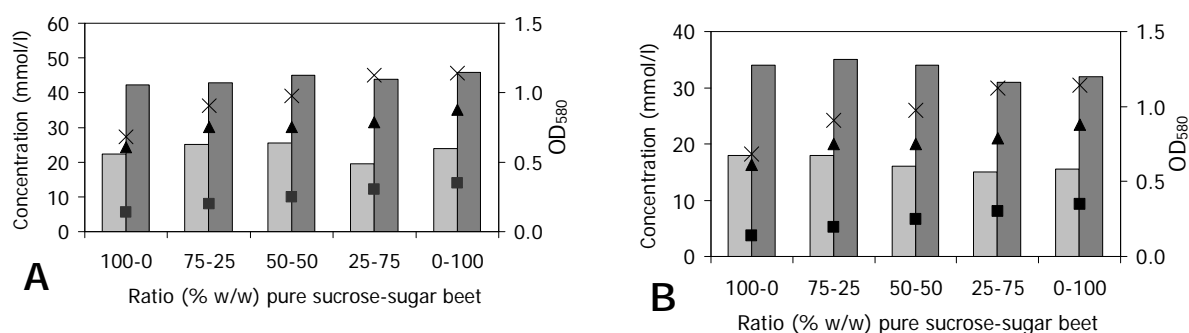 60
50
40
30
20
10
0
1.5
1.0
0.5
0.0
Concentration (mmol/l)
OD580
100-0 75-25 50-50 25-75 0-100
Ratio (% w/w) pure sucrose-sugar beet
A
40
30
20
10
0
1.5
1.0
0.5
0.0
Concentration (mmol/l)
OD580
100-0 75-25 50-50 25-75 0-100
Ratio (% w/w) pure sucrose-sugar beet
B